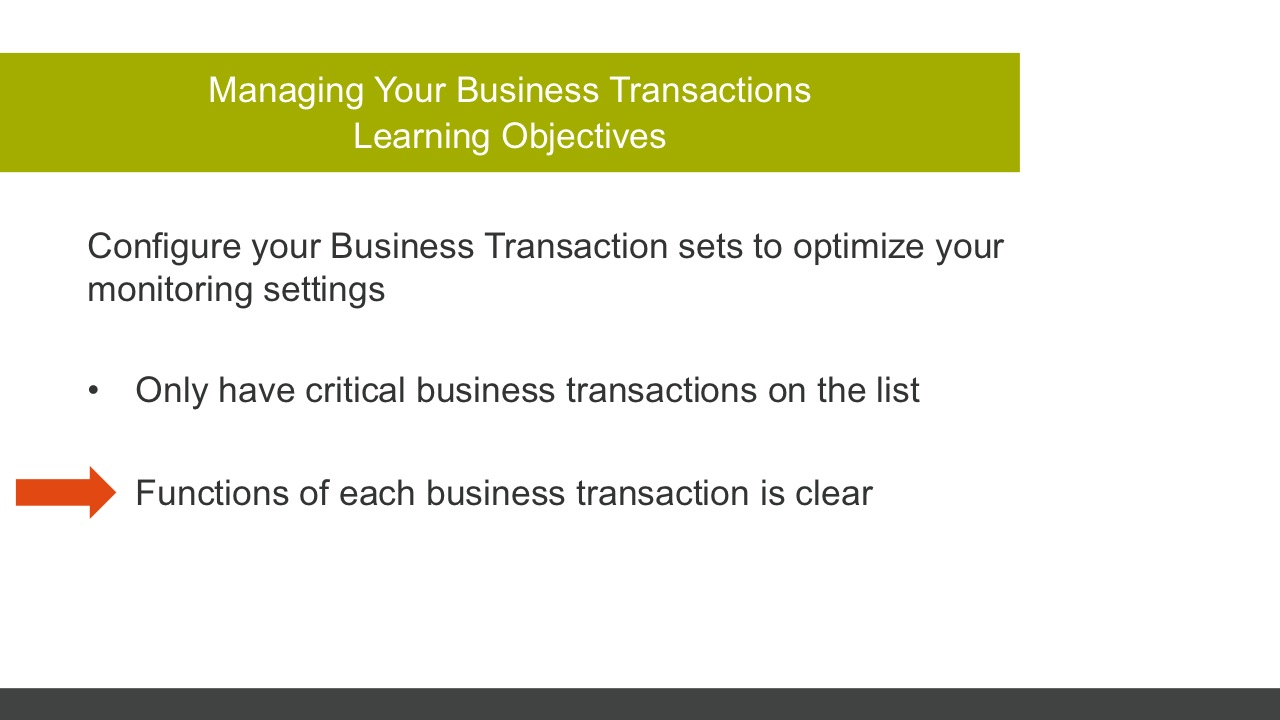 Managing Your Business Transactions
Learning Objectives
Configure your Business Transaction sets to optimize your
monitoring settings
• Only have critical business transactions on the list
Functions of each business transaction is clear